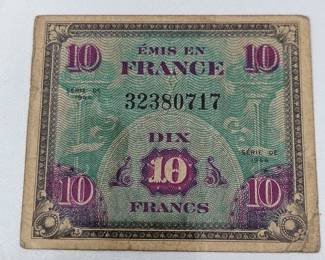 10 ÉMIS EN 10
FRANCE
SÉRIE DE
1944
32380717
DIX
SÉRIE DE
1944
10
10 10
FRANCS